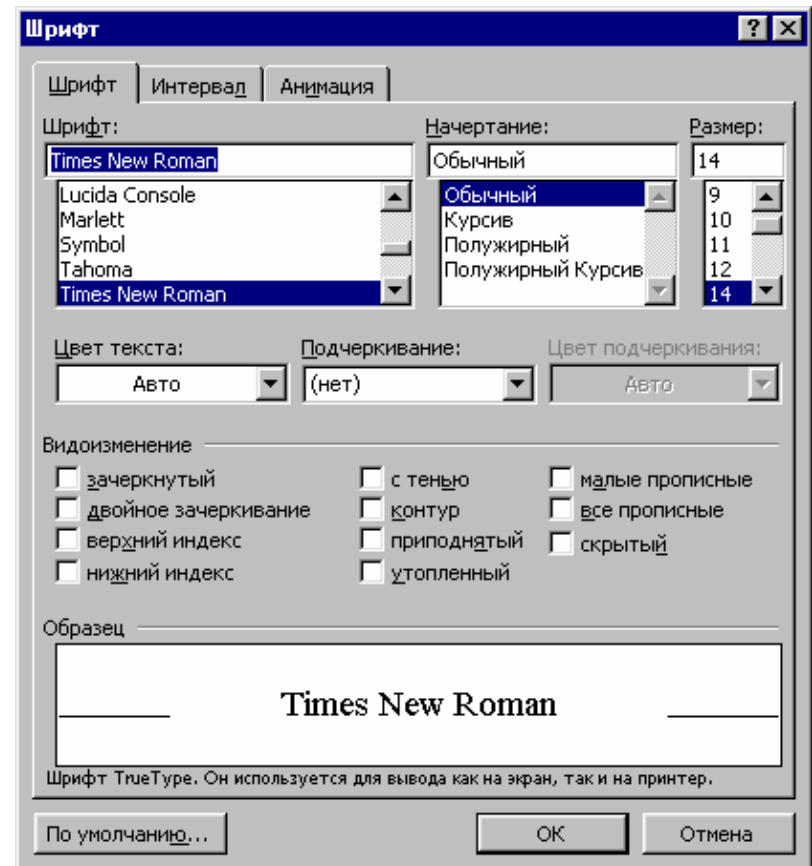 Шрифт
Шрифт Интервал Анимация
Шрифт: Начертание: Размер:
Times New Roman Обычный 14
Lucida Console Обычный 9
Marlett Курсив 10
Symbol Полужирный 11
Tahoma Полужирный Курсив 12
Times New Roman 14
Цвет текста: Подчеркивание: Цвет подчеркивания:
Авто (нет) Авто
Видоизменение
зачеркнутый с тенью малые прописные
двойное зачеркивание контур все прописные
верхний индекс приподнятый скрытый
нижний индекс утопленный
Образец
Times New Roman
Шрифт TrueType. Он используется для вывода как на экран, так и на принтер.
По умолчанию... ОК Отмена